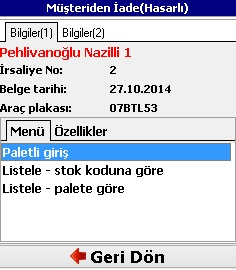 Müşteriden İade(Hasarlı)
Bilgiler(1) Bilgiler(2)
Pehlivanoğlu Nazilli 1
İrsaliye No: 2
Belge tarihi: 27.10.2014
Araç plakası: 07BTL53
Menü Özellikler
Paletli giriş
Listele - stok koduna göre
Listele - palete göre
Geri Dön